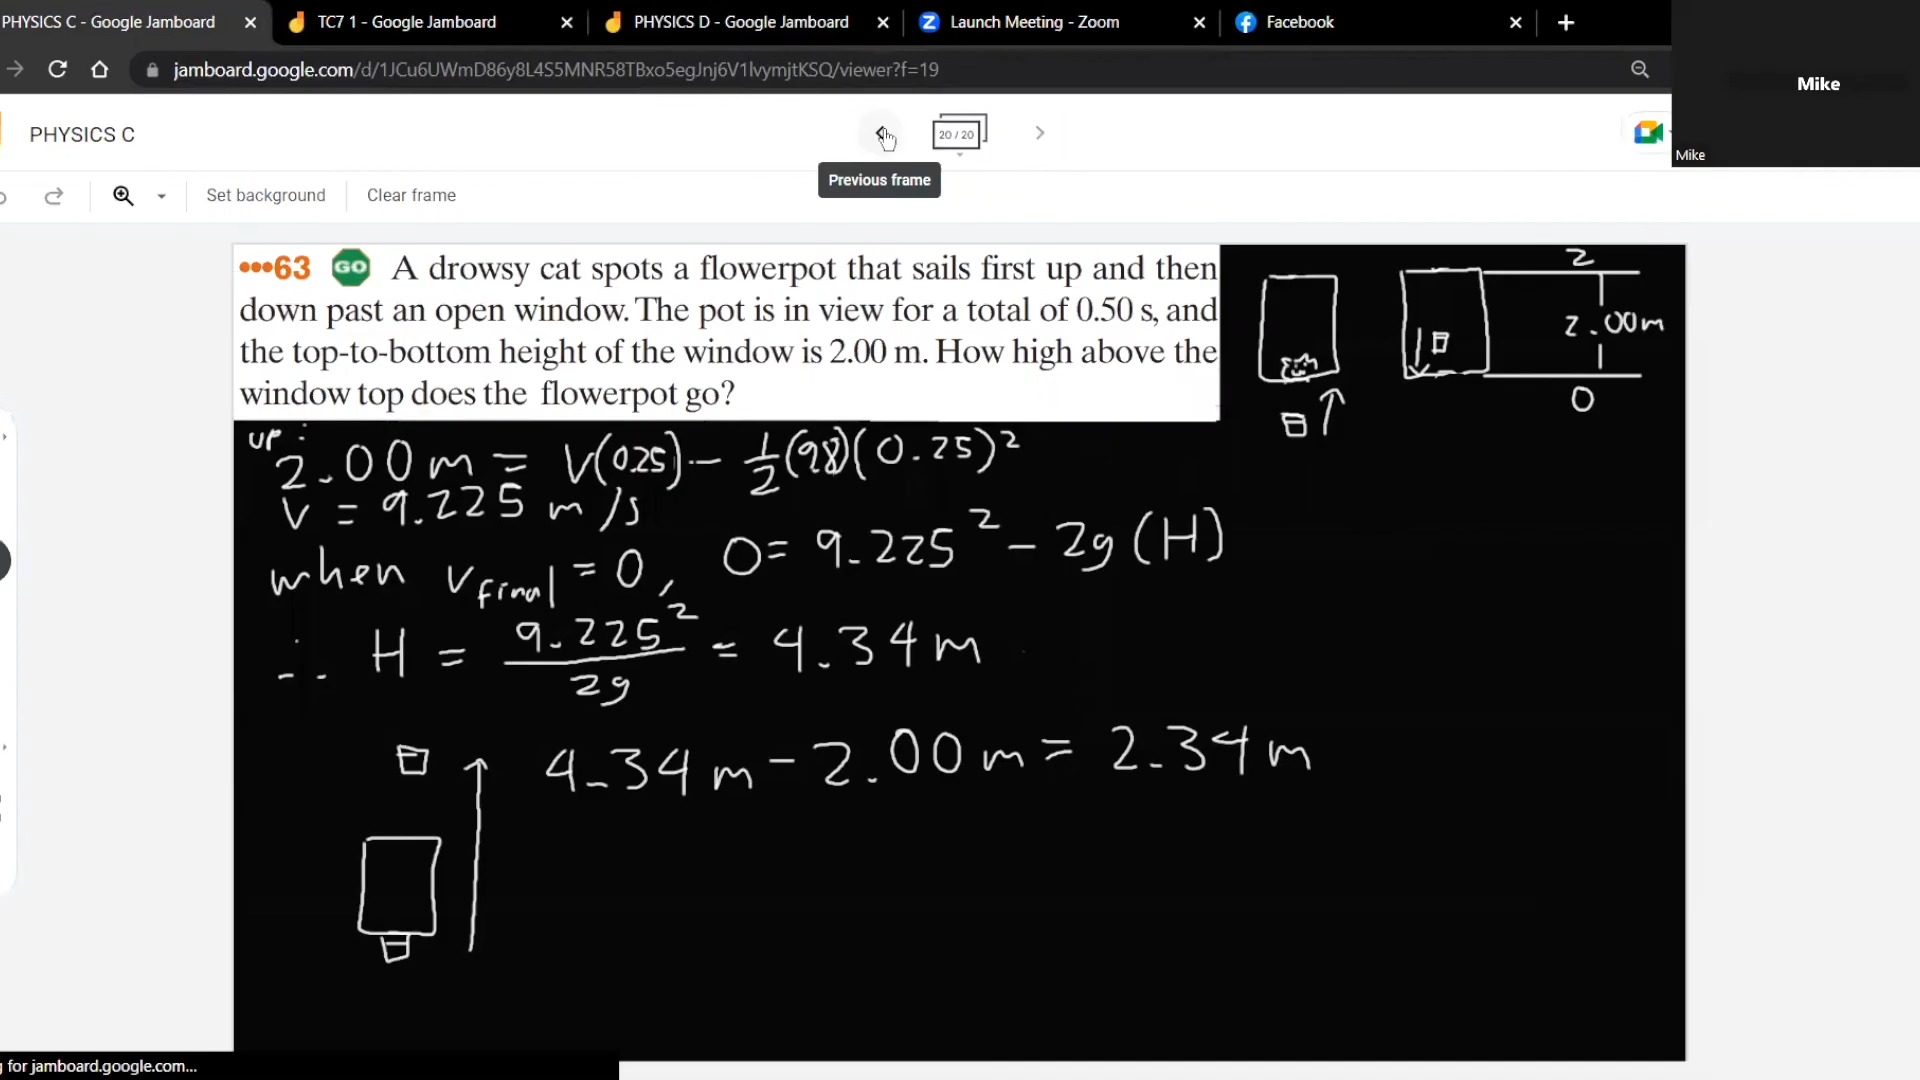 PHYSICS C - Google Jamboard
TC7 1 - Google Jamboard
PHYSICS D - Google Jamboard
Launch Meeting - Zoom
Facebook
jamboard.google.com/d/1JCu6UWmD86y8L4S5MNR58TBxo5egJnj6V1lvymjtKSQ/viewer?f=19
Mike
Mike
PHYSICS C
20 / 20
Previous frame
Set background
Clear frame
•••63 GO A drowsy cat spots a flowerpot that sails first up and then
down past an open window. The pot is in view for a total of 0.50 s, and
the top-to-bottom height of the window is 2.00 m. How high above the
window top does the flowerpot go?
2
2.00m
0
up:
2.00 m = V(0.25) - 1/2(9.8)(0.25)²
v = 9.225 m/s
when v final = 0, 0 = 9.225² - 2g(H)
∴ H = 9.225²/2g = 4.34 m
4.34 m - 2.00 m = 2.34 m
for jamboard.google.com...